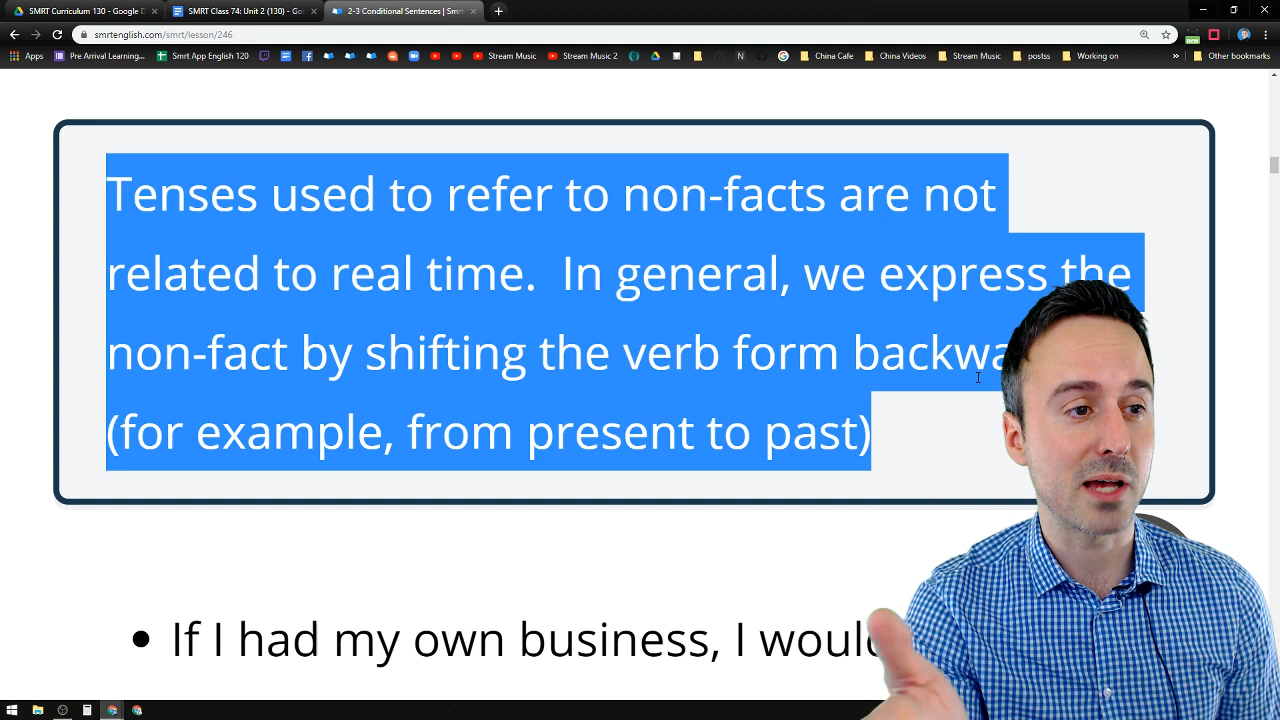 SMRT Curriculum 130 - Google D
SMRT Class 74: Unit 2 (130) - Goo
2-3 Conditional Sentences | Smrt
smrtenglish.com/smrt/lesson/246
Apps
Pre Arrival Learning...
Smrt App English 120
Stream Music
Stream Music 2
China Cafe
China Videos
Stream Music
postss
Working on
»
Other bookmarks
Tenses used to refer to non-facts are not
related to real time. In general, we express the
non-fact by shifting the verb form backwa
(for example, from present to past)
• If I had my own business, I would